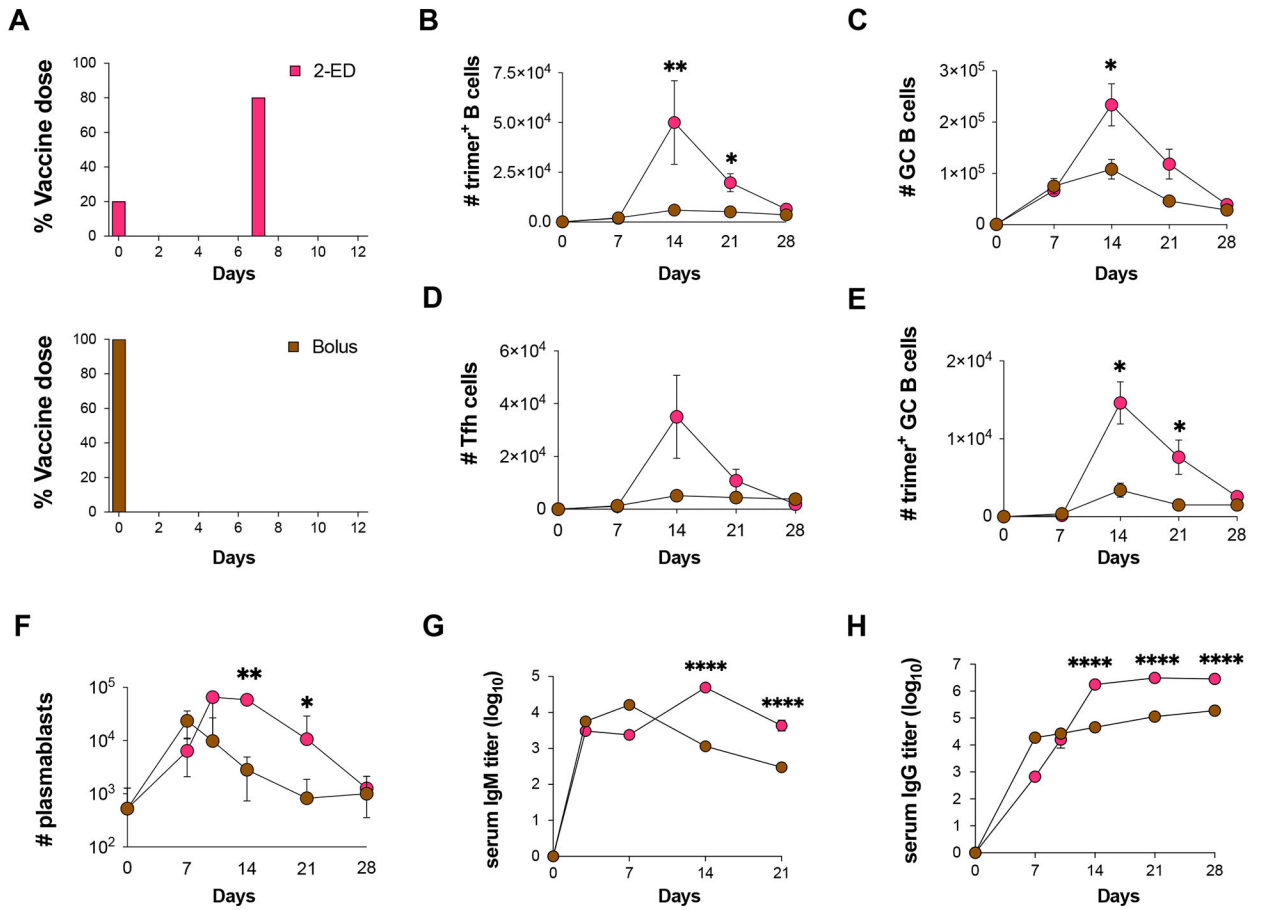 A
% Vaccine dose
100
80
60
40
20
0
0 2 4 6 8 10 12
Days
2-ED
% Vaccine dose
100
80
60
40
20
0
0 2 4 6 8 10 12
Days
Bolus
B
# trimer⁺ B cells
7.5×10⁴
5.0×10⁴
2.5×10⁴
0.0
**
*
0 7 14 21 28
Days
C
# GC B cells
3×10⁵
2×10⁵
1×10⁵
0
*
0 7 14 21 28
Days
D
# Tfh cells
6×10⁴
4×10⁴
2×10⁴
0
0 7 14 21 28
Days
E
# trimer⁺ GC B cells
2×10⁴
1×10⁴
0
*
*
0 7 14 21 28
Days
F
# plasmablasts
10⁵
10⁴
10³
10²
**
*
0 7 14 21 28
Days
G
serum IgM titer (log₁₀)
5
4
3
2
1
0
****
****
0 7 14 21
Days
H
serum IgG titer (log₁₀)
7
6
5
4
3
2
1
0
**** **** ****
0 7 14 21 28
Days